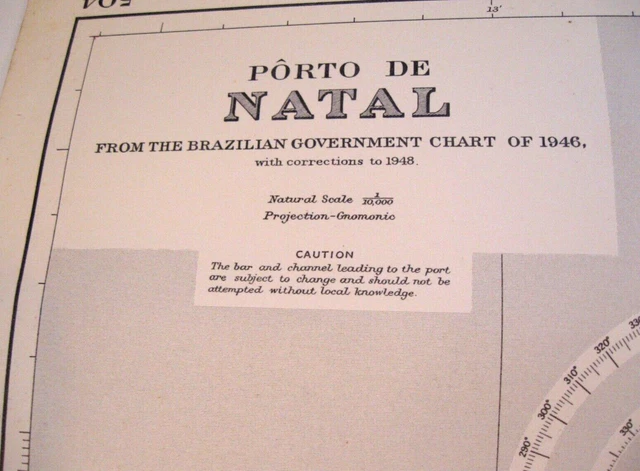 13'
PÔRTO DE
NATAL
FROM THE BRAZILIAN GOVERNMENT CHART OF 1946,
with corrections to 1948.
Natural Scale 1/10,000
Projection-Gnomonic
CAUTION
The bar and channel leading to the port
are subject to change and should not be
attempted without local knowledge.
320°
310°
300°
290°
330°